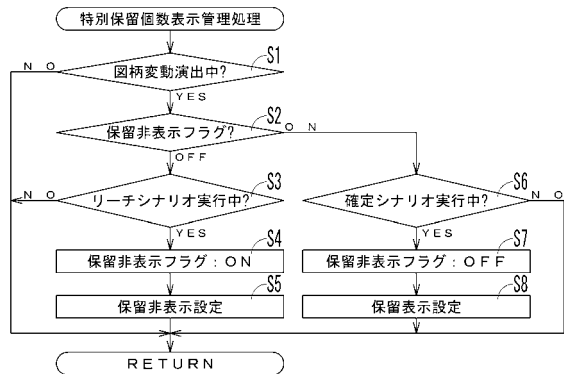 特別保留個数表示管理処理
S1
図柄変動演出中?
NO
YES
S2
保留非表示フラグ?
ON
OFF
S3
リーチシナリオ実行中?
NO
YES
S6
確定シナリオ実行中?
NO
YES
S4
保留非表示フラグ:ON
S7
保留非表示フラグ:OFF
S5
保留非表示設定
S8
保留表示設定
RETURN